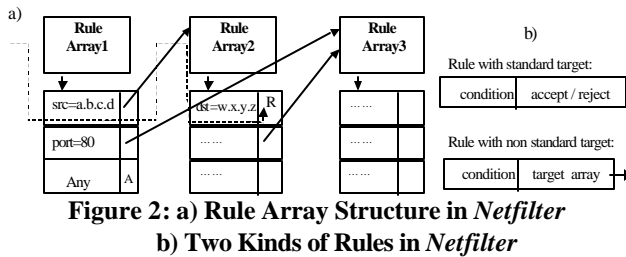 a)
Rule
Array1
Rule
Array2
Rule
Array3
src=a.b.c.d
port=80
Any
A
dst=w.x.y.z
R
……
……
……
……
……
b)
Rule with standard target:
condition
accept / reject
Rule with non standard target:
condition
target array
Figure 2: a) Rule Array Structure in Netfilter
b) Two Kinds of Rules in Netfilter